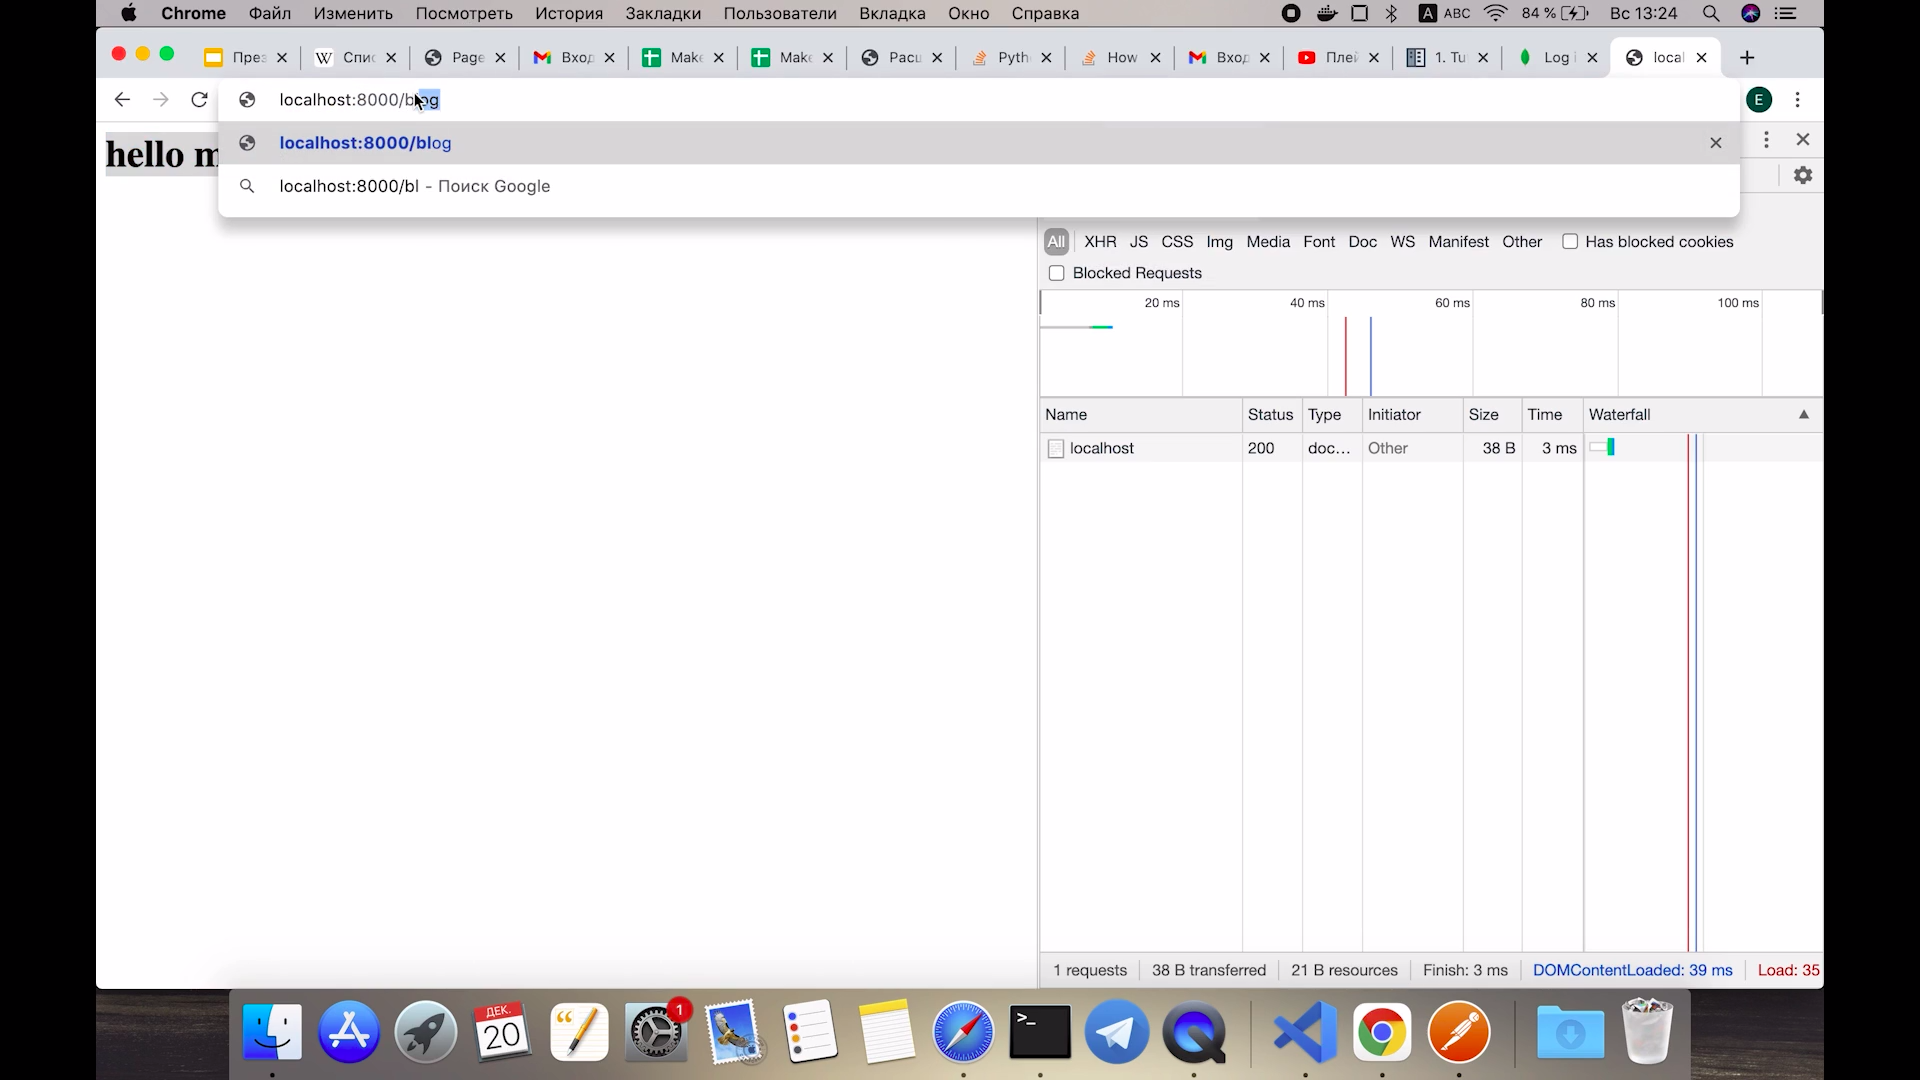 Chrome Файл Изменить Посмотреть История Закладки Пользователи Вкладка Окно Справка A ABC 84 % Вс 13:24
През Спис Page Вход Make Make Расш Pyth How Вход Плей 1. Tu Log i local
localhost:8000/blog E
localhost:8000/blog
localhost:8000/bl - Поиск Google
hello m
All XHR JS CSS Img Media Font Doc WS Manifest Other Has blocked cookies
Blocked Requests
20 ms 40 ms 60 ms 80 ms 100 ms
Name Status Type Initiator Size Time Waterfall
localhost 200 doc... Other 38 B 3 ms
1 requests 38 B transferred 21 B resources Finish: 3 ms DOMContentLoaded: 39 ms Load: 35
ДЕК. 1
20